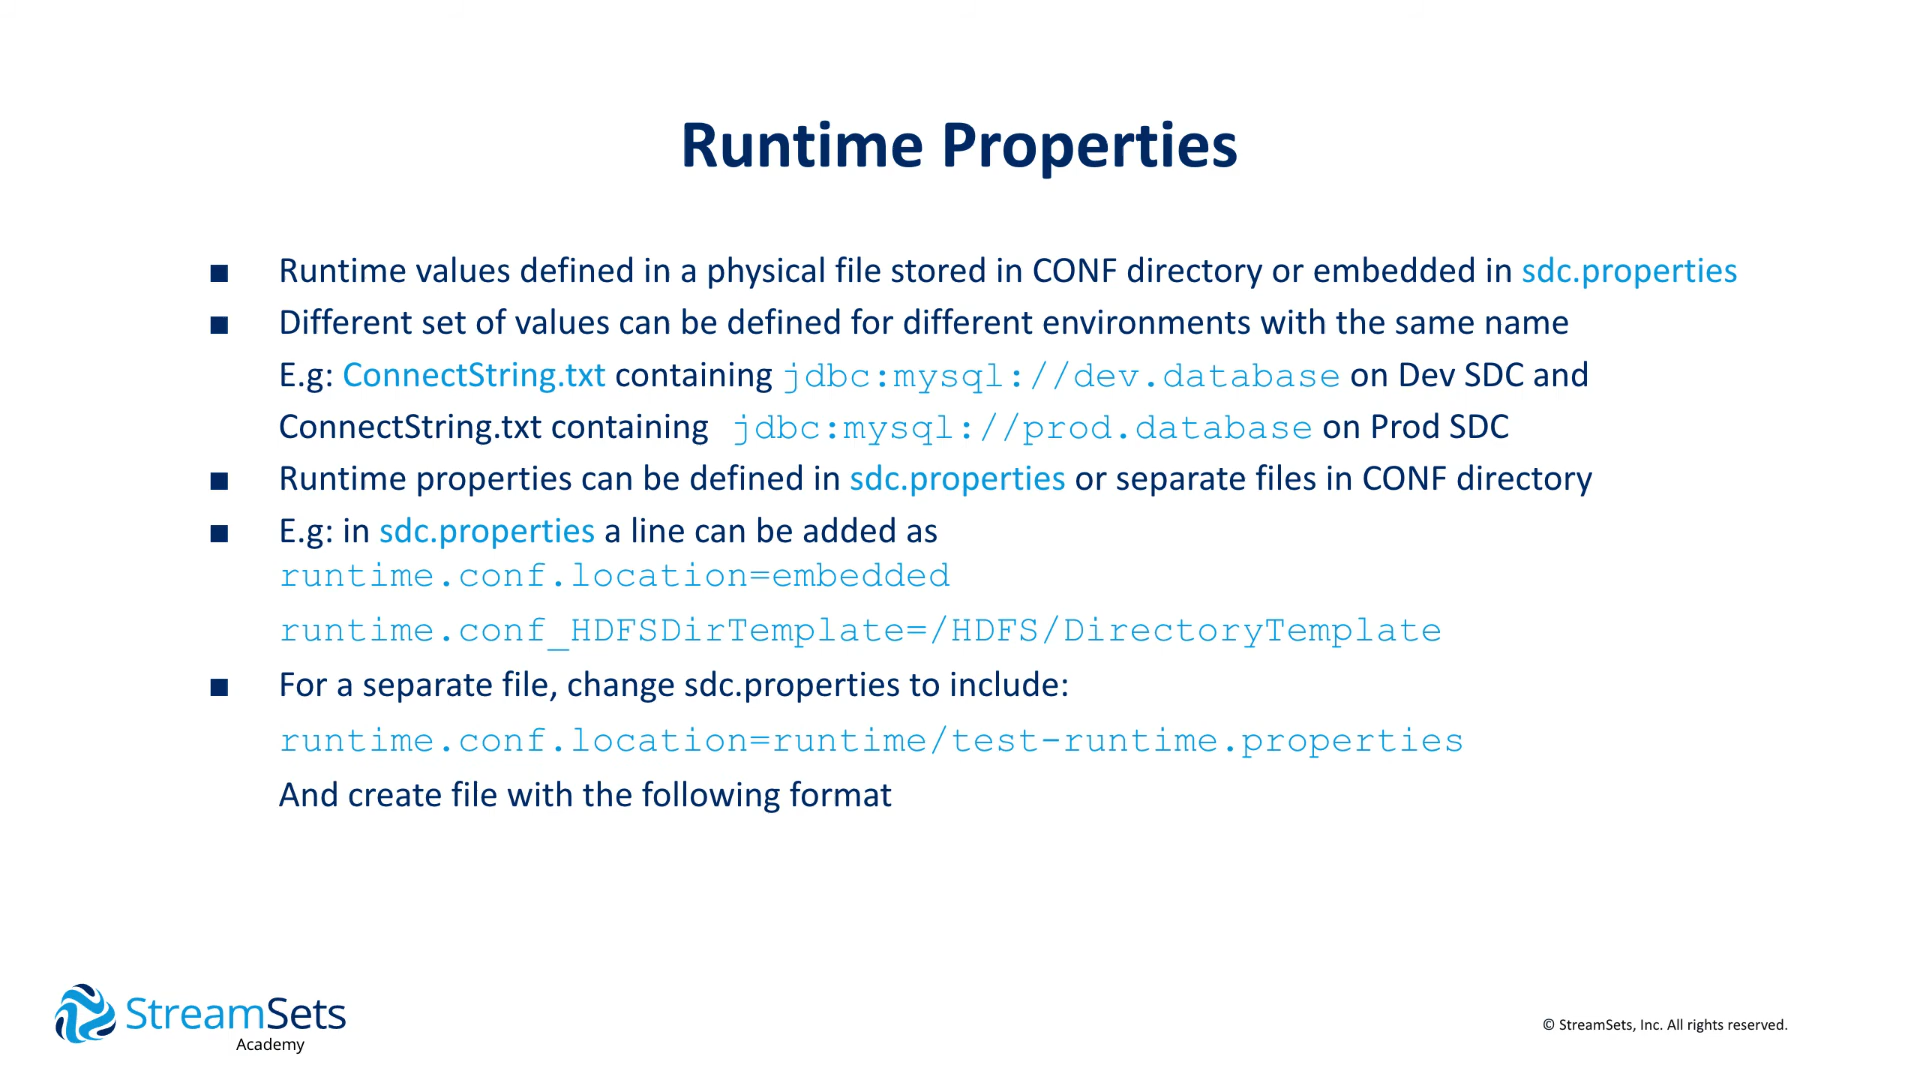 Runtime Properties
■ Runtime values defined in a physical file stored in CONF directory or embedded in sdc.properties
■ Different set of values can be defined for different environments with the same name
E.g: ConnectString.txt containing jdbc:mysql://dev.database on Dev SDC and
ConnectString.txt containing jdbc:mysql://prod.database on Prod SDC
■ Runtime properties can be defined in sdc.properties or separate files in CONF directory
■ E.g: in sdc.properties a line can be added as
runtime.conf.location=embedded
runtime.conf_HDFSDirTemplate=/HDFS/DirectoryTemplate
■ For a separate file, change sdc.properties to include:
runtime.conf.location=runtime/test-runtime.properties
And create file with the following format
StreamSets
Academy
© StreamSets, Inc. All rights reserved.